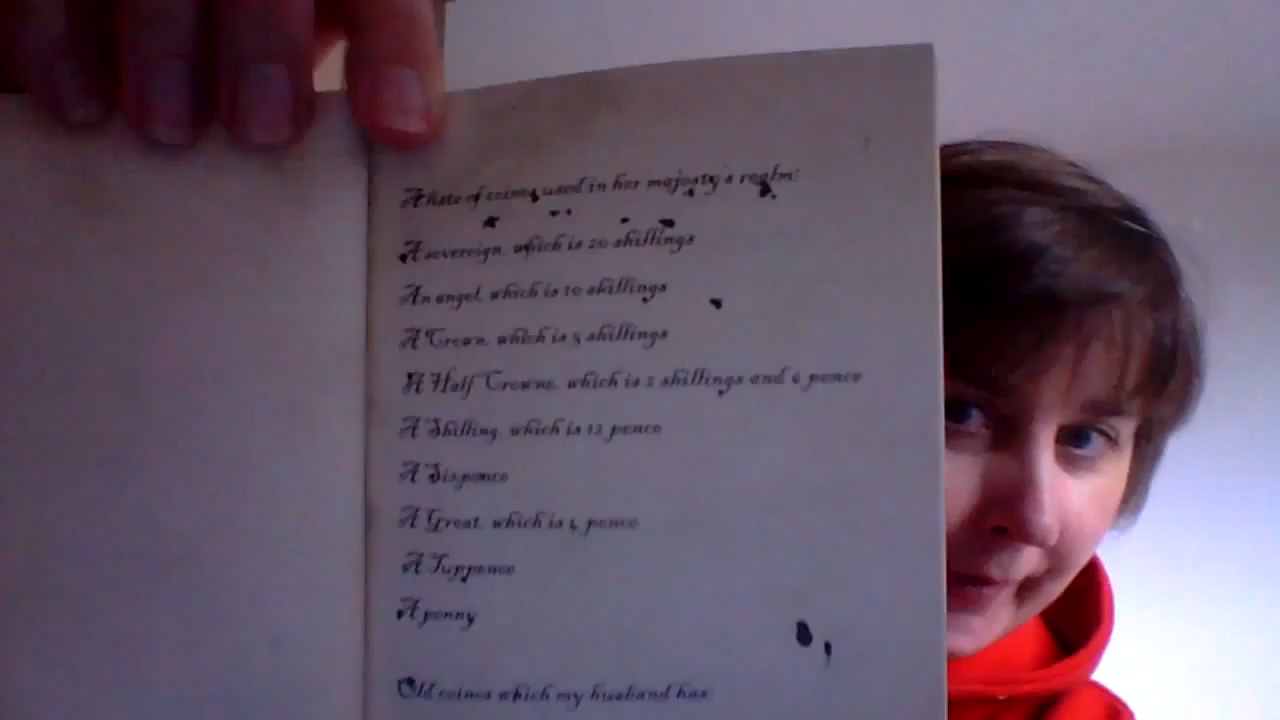 A liste of coines used in her majesty's realm:
A sovereign, which is 20 shillings
An angel, which is 10 shillings
A Crown, which is 5 shillings
A Half Crowne, which is 2 shillings and 6 pence
A Shilling, which is 12 pence
A Sixpence
A Groat, which is 4 pence
A Tuppence
A penny
Old coines which my husband has